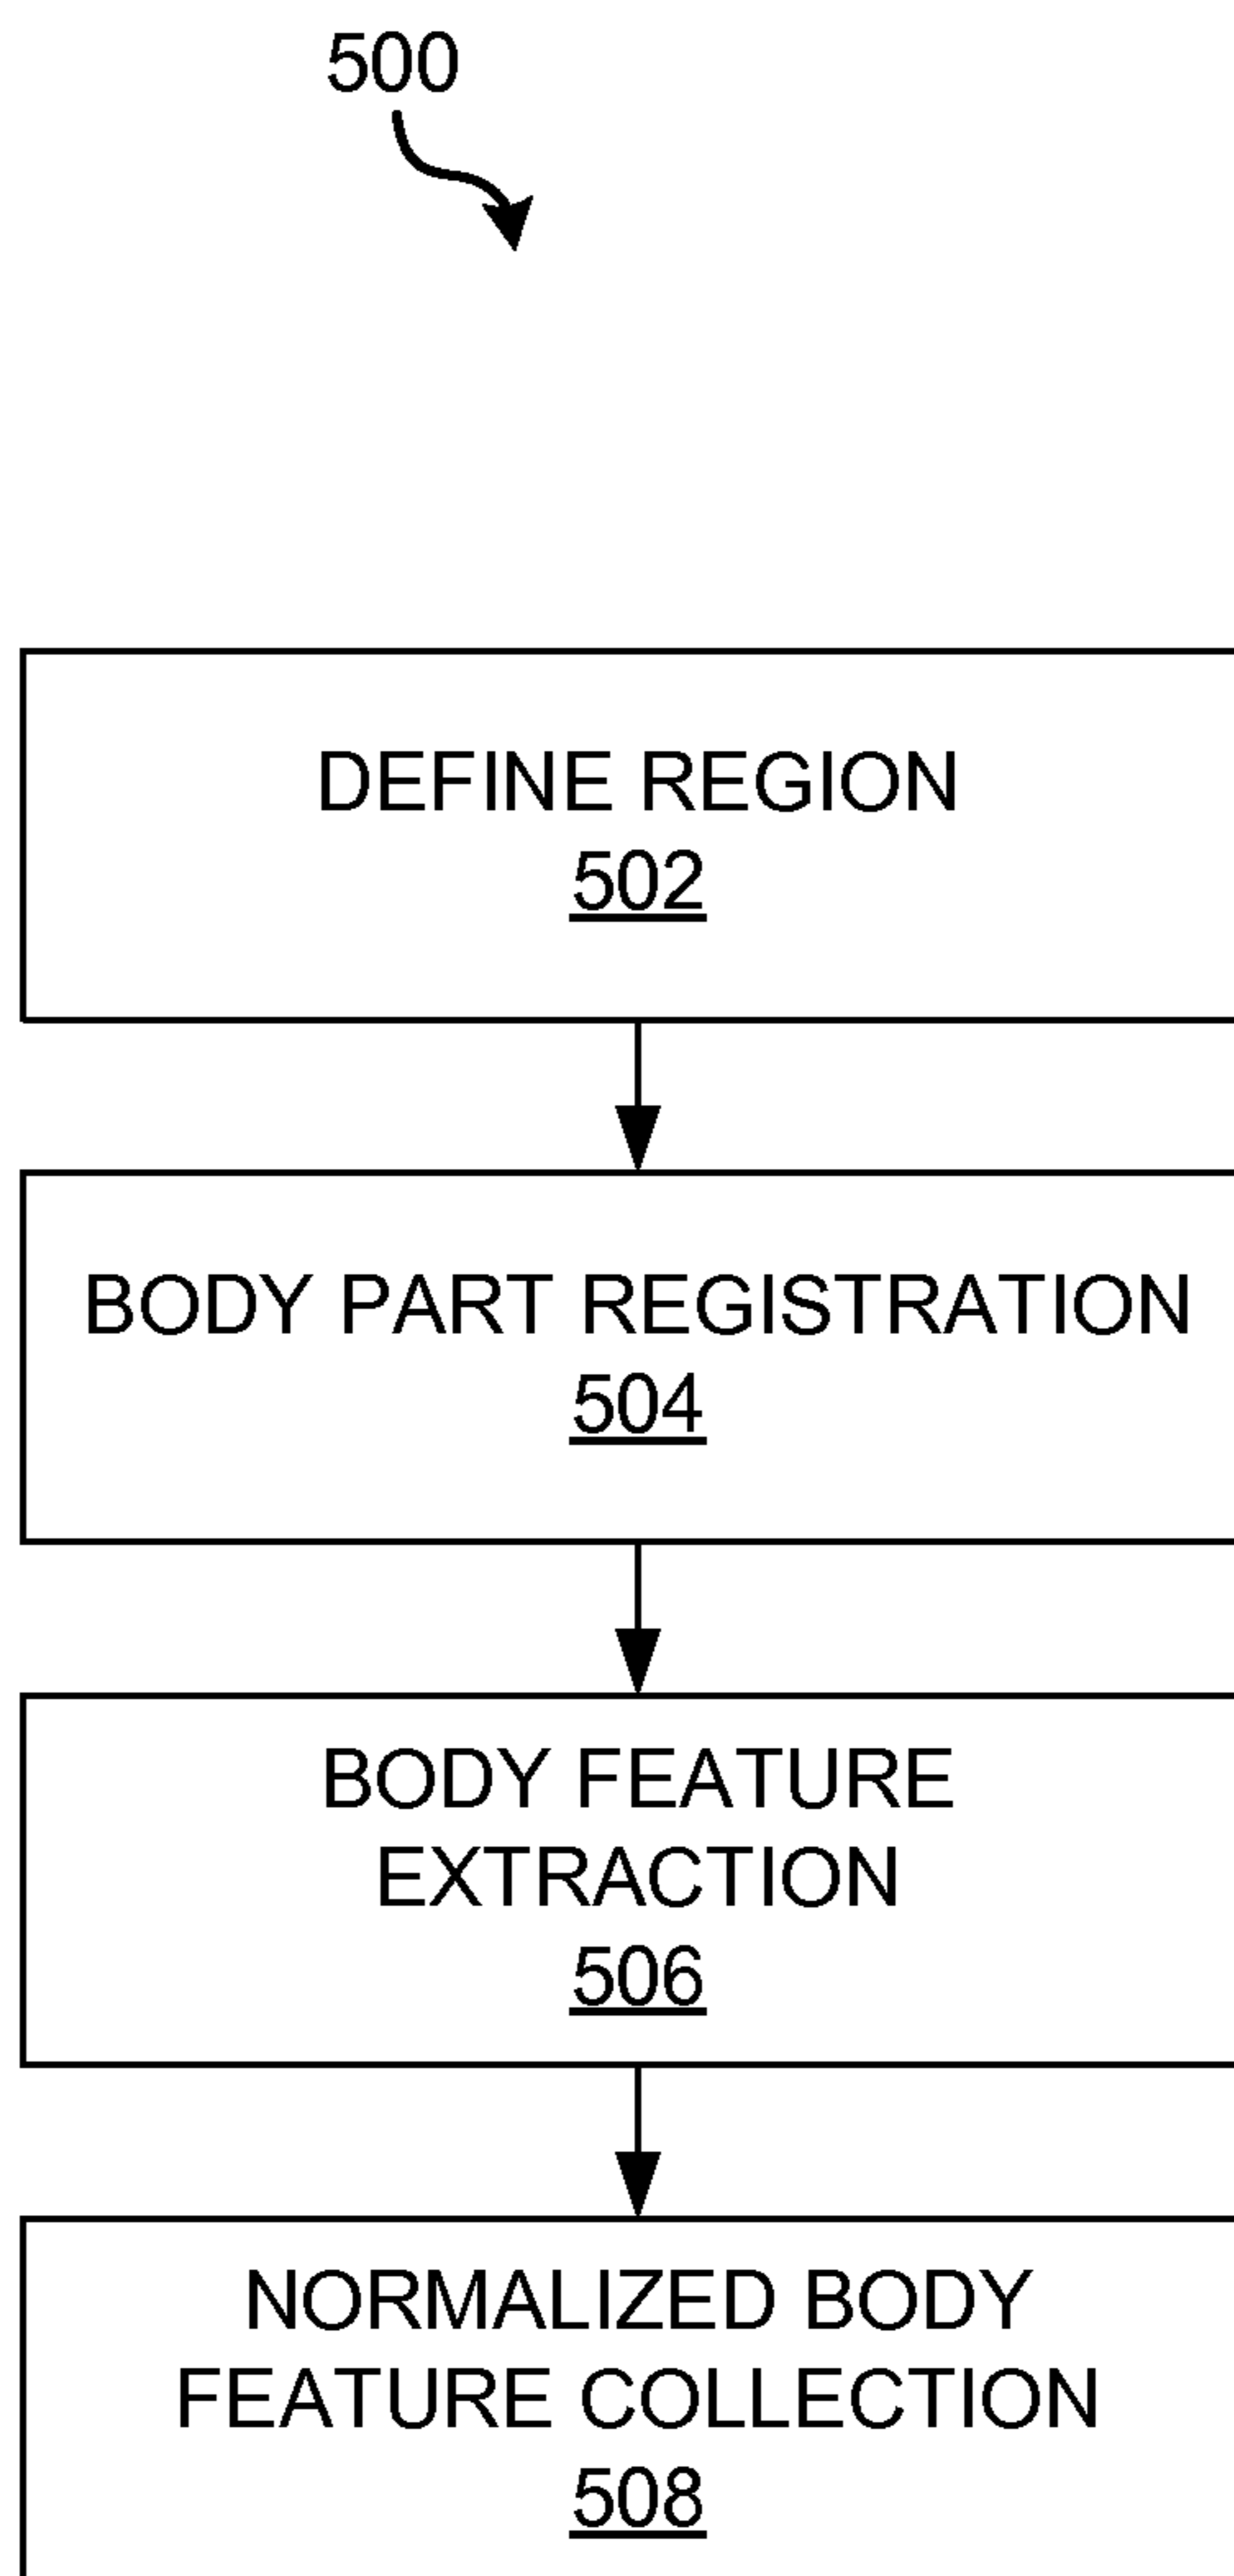 500
DEFINE REGION
502
BODY PART REGISTRATION
504
BODY FEATURE
EXTRACTION
506
NORMALIZED BODY
FEATURE COLLECTION
508